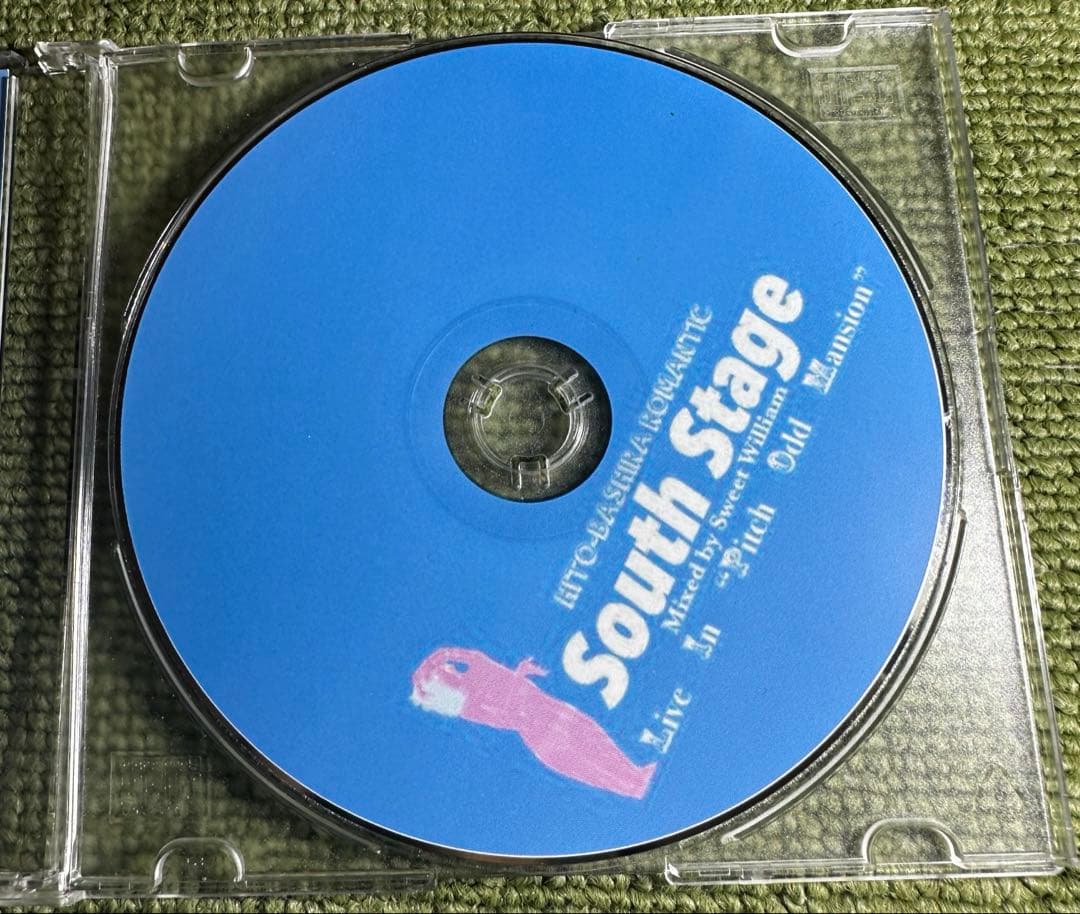 HITO-BASHIRA ROMANTIC
South Stage
Mixed by Sweet William
Live In “Pitch Odd Mansion”